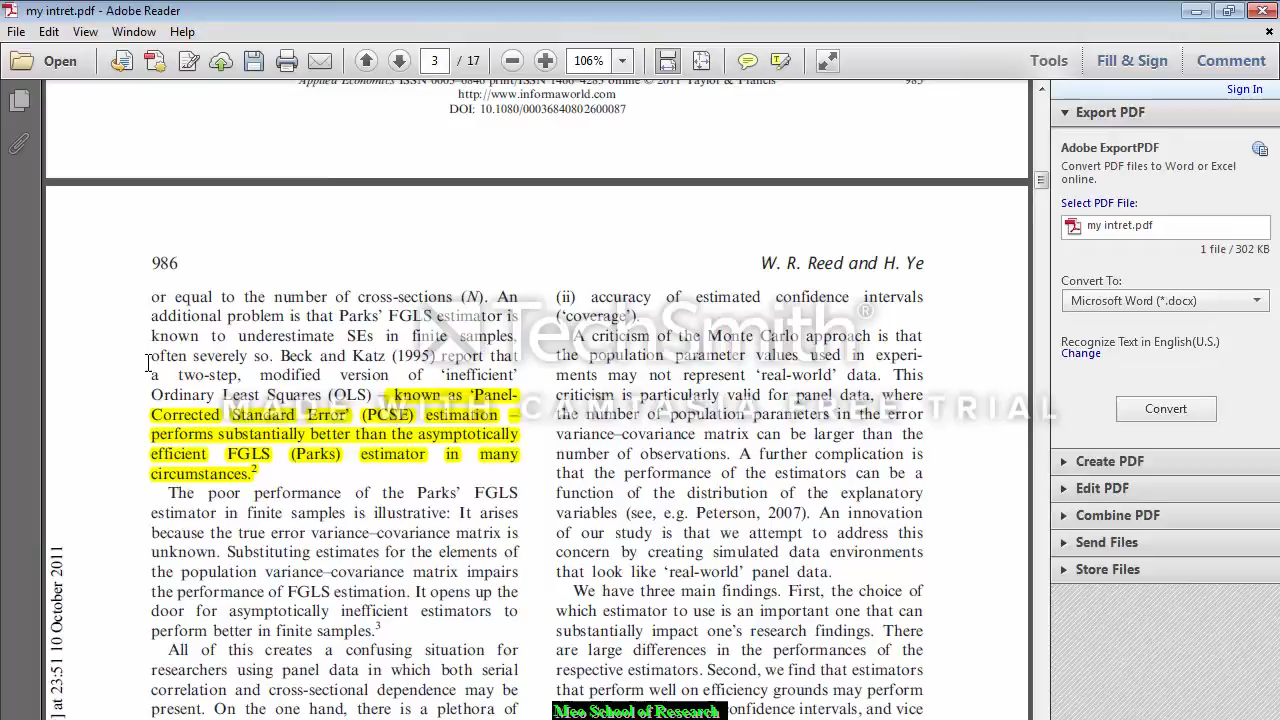 my intret.pdf - Adobe Reader
File Edit View Window Help
Open
3 / 17
106%
Tools
Fill & Sign
Comment
Sign In
Applied Economics ISSN 0003–6846 print/ISSN 1466–4283 online © 2011 Taylor & Francis
985
http://www.informaworld.com
DOI: 10.1080/00036840802600087
986
W. R. Reed and H. Ye
or equal to the number of cross-sections (N). An
additional problem is that Parks' FGLS estimator is
known to underestimate SEs in finite samples,
often severely so. Beck and Katz (1995) report that
a two-step, modified version of 'inefficient'
Ordinary Least Squares (OLS) – known as 'Panel-
Corrected Standard Error' (PCSE) estimation –
performs substantially better than the asymptotically
efficient FGLS (Parks) estimator in many
circumstances.2
The poor performance of the Parks' FGLS
estimator in finite samples is illustrative: It arises
because the true error variance–covariance matrix is
unknown. Substituting estimates for the elements of
the population variance–covariance matrix impairs
the performance of FGLS estimation. It opens up the
door for asymptotically inefficient estimators to
perform better in finite samples.3
All of this creates a confusing situation for
researchers using panel data in which both serial
correlation and cross-sectional dependence may be
present. On the one hand, there is a plethora of
(ii) accuracy of estimated confidence intervals
('coverage').
A criticism of the Monte Carlo approach is that
the population parameter values used in experi-
ments may not represent 'real-world' data. This
criticism is particularly valid for panel data, where
the number of population parameters in the error
variance–covariance matrix can be larger than the
number of observations. A further complication is
that the performance of the estimators can be a
function of the distribution of the explanatory
variables (see, e.g. Peterson, 2007). An innovation
of our study is that we attempt to address this
concern by creating simulated data environments
that look like 'real-world' panel data.
We have three main findings. First, the choice of
which estimator to use is an important one that can
substantially impact one's research findings. There
are large differences in the performances of the
respective estimators. Second, we find that estimators
that perform well on efficiency grounds may perform
confidence intervals, and vice
] at 23:51 10 October 2011
TechSmith®
MADE WITH CAMTASIA FREE TRIAL
Meo School of Research
Export PDF
Adobe ExportPDF
Convert PDF files to Word or Excel
online.
Select PDF File:
my intret.pdf
1 file / 302 KB
Convert To:
Microsoft Word (*.docx)
Recognize Text in English(U.S.)
Change
Convert
Create PDF
Edit PDF
Combine PDF
Send Files
Store Files